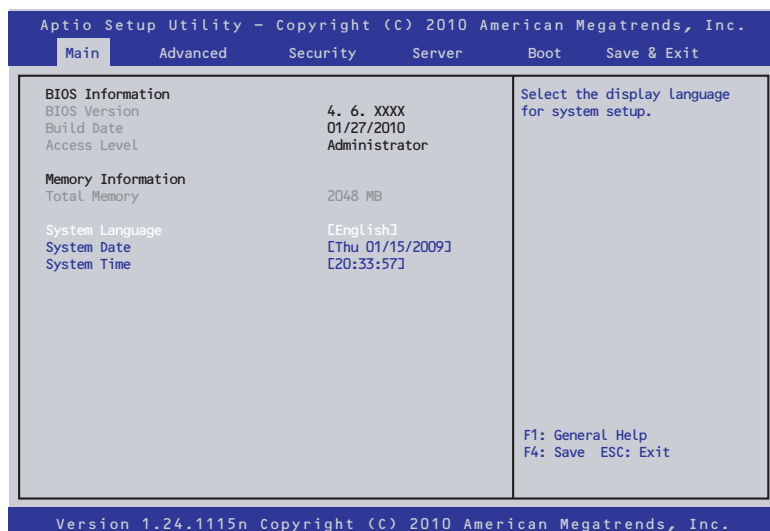 Aptio Setup Utility – Copyright (C) 2010 American Megatrends, Inc.
Main Advanced Security Server Boot Save & Exit
BIOS Information
BIOS Version 4. 6. XXXX
Build Date 01/27/2010
Access Level Administrator
Memory Information
Total Memory 2048 MB
System Language [English]
System Date [Thu 01/15/2009]
System Time [20:33:57]
Select the display language
for system setup.
F1: General Help
F4: Save ESC: Exit
Version 1.24.1115n Copyright (C) 2010 American Megatrends, Inc.